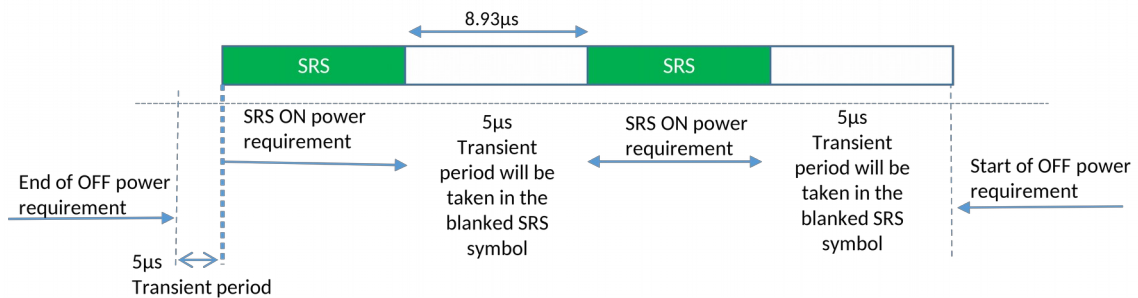 8.93µs
SRS
SRS
SRS ON power
requirement
5µs
Transient
period will be
taken in the
blanked SRS
symbol
SRS ON power
requirement
5µs
Transient
period will be
taken in the
blanked SRS
symbol
End of OFF power
requirement
Start of OFF power
requirement
5µs
Transient period